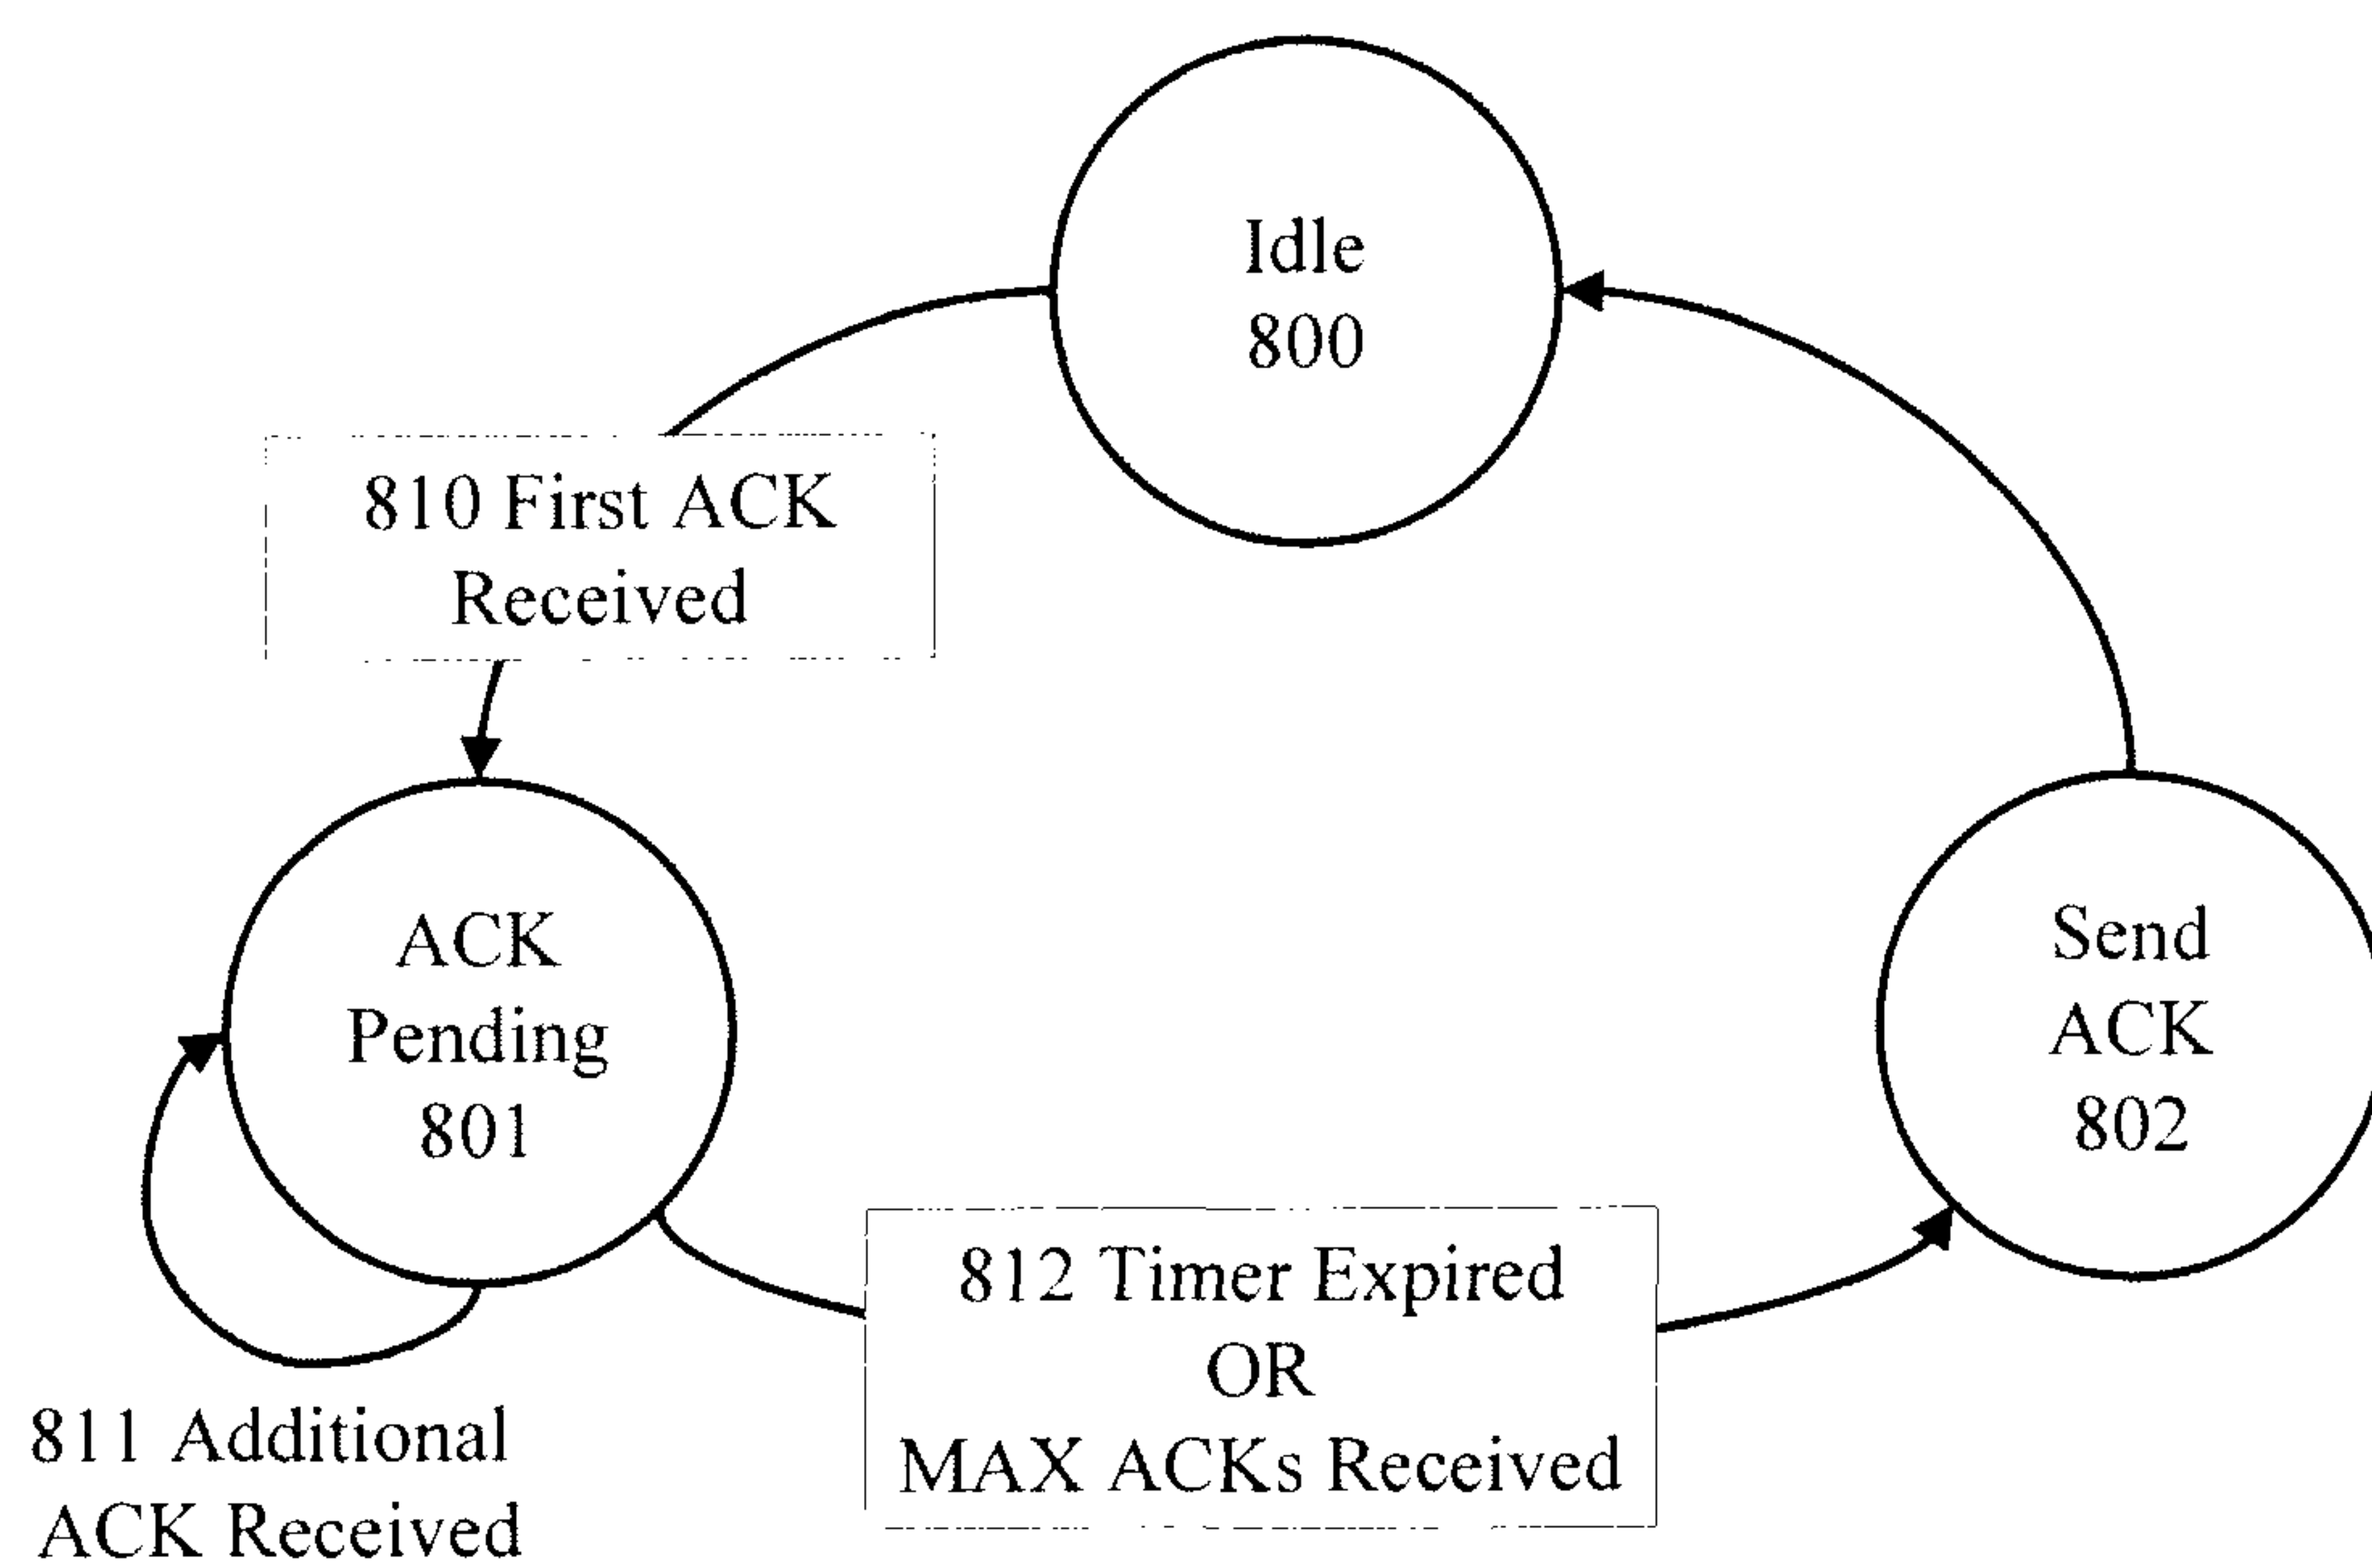 Idle
800
810 First ACK
Received
ACK
Pending
801
Send
ACK
802
812 Timer Expired
OR
MAX ACKs Received
811 Additional
ACK Received